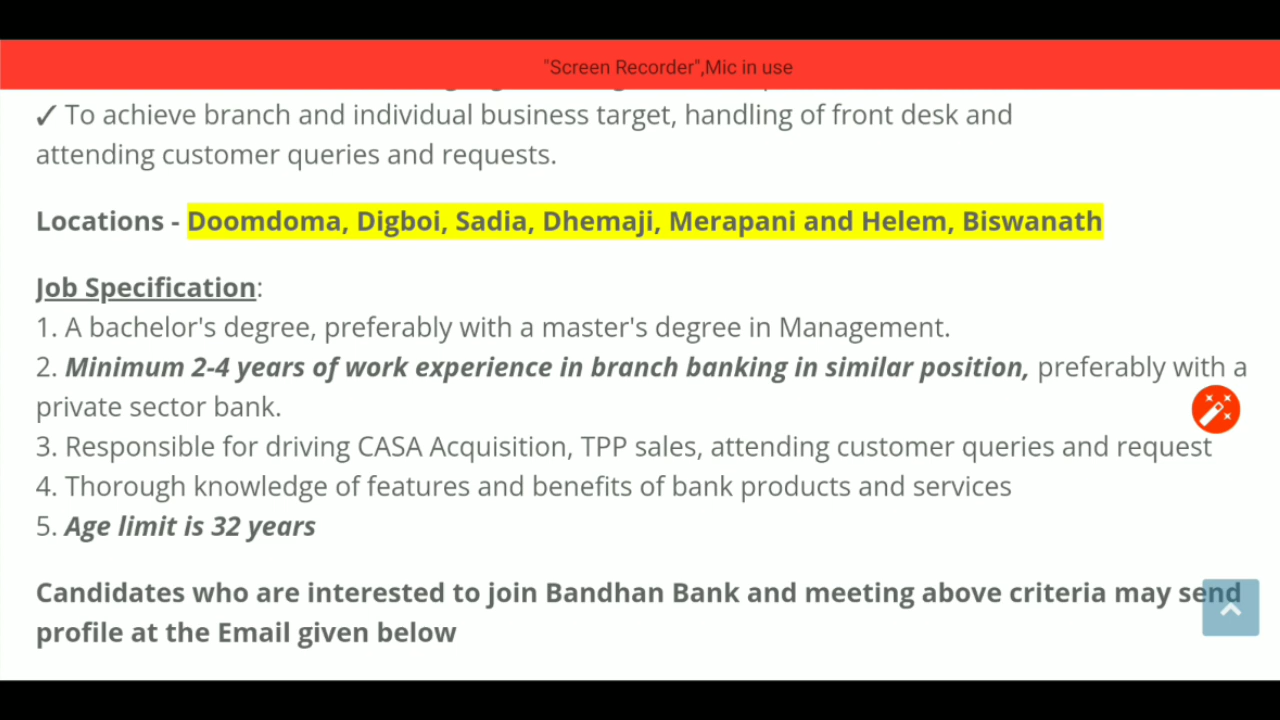 "Screen Recorder",Mic in use
✓ To achieve branch and individual business target, handling of front desk and
attending customer queries and requests.
Locations - Doomdoma, Digboi, Sadia, Dhemaji, Merapani and Helem, Biswanath
Job Specification:
1. A bachelor's degree, preferably with a master's degree in Management.
2. Minimum 2-4 years of work experience in branch banking in similar position, preferably with a
private sector bank.
3. Responsible for driving CASA Acquisition, TPP sales, attending customer queries and request
4. Thorough knowledge of features and benefits of bank products and services
5. Age limit is 32 years
Candidates who are interested to join Bandhan Bank and meeting above criteria may send
profile at the Email given below